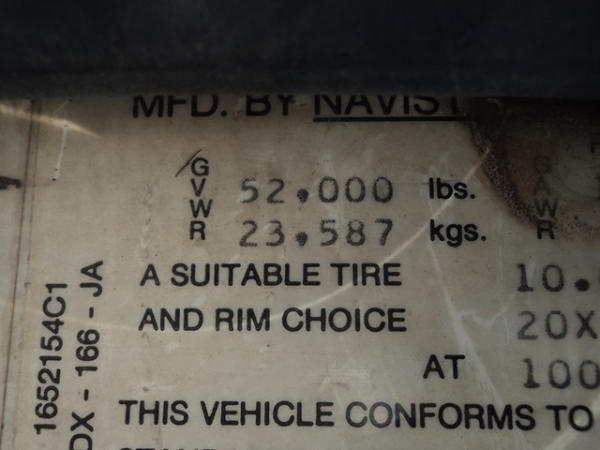 MFD. BY NAVIST
GVWR 52,000 lbs.
23,587 kgs.
GAWR
A SUITABLE TIRE 10.
AND RIM CHOICE 20X
AT 100
THIS VEHICLE CONFORMS TO
1652154C1
DX - 166 - JA